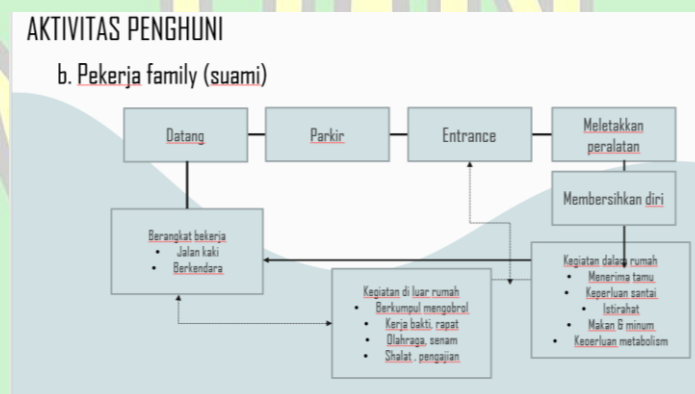 AKTIVITAS PENGHUNI
b. Pekerja family (suami)
Datang
Parkir
Entrance
Meletakkan
peralatan
Membersihkan diri
Berangkat bekerja
• Jalan kaki
• Berkendara
Kegiatan di luar rumah
• Berkumpul mengobrol
• Kerja bakti, rapat
• Olahraga, senam
• Shalat , pengajian
Kegiatan dalam rumah
• Menerima tamu
• Keperluan santai
• Istirahat
• Makan & minum
• Keperluan metabolism